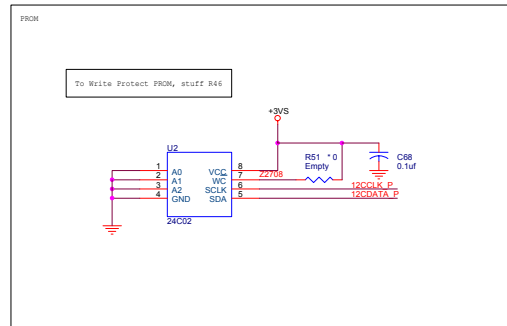 PROM
To Write Protect PROM, stuff R46
+3VS
U2
R51 * 0
Empty
C68
0.1uf
1 A0 VCC 8
2 A1 WC 7 Z2708
3 A2 SCLK 6 12CCLK_P
4 GND SDA 5 12CDATA_P
24C02